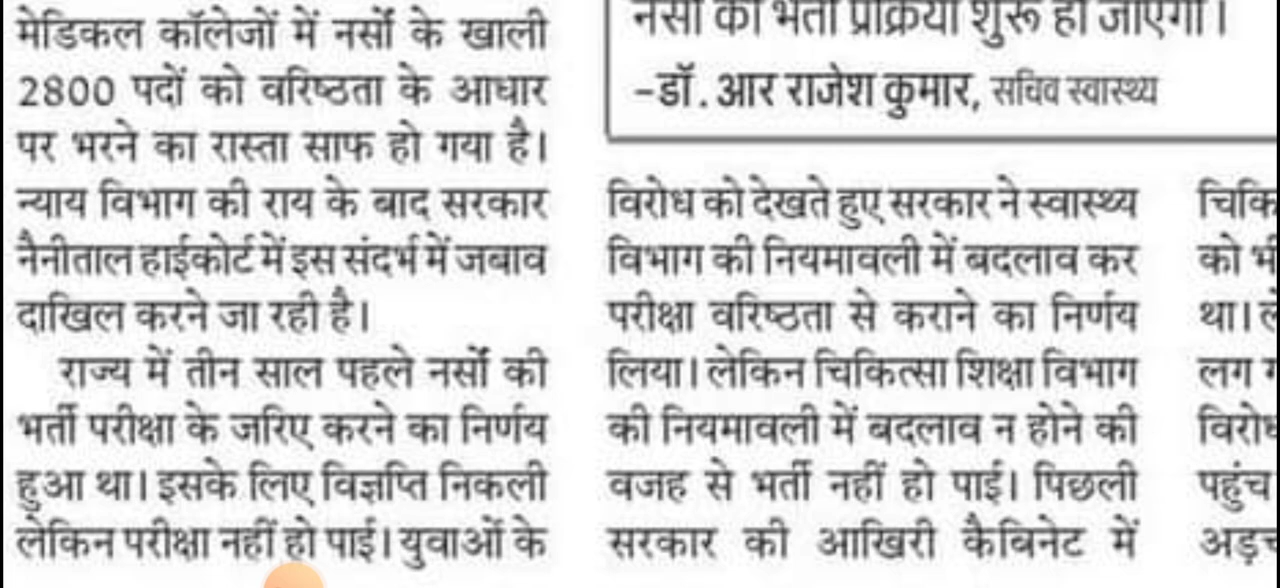 मेडिकल कॉलेजों में नर्सों के खाली
2800 पदों को वरिष्ठता के आधार
पर भरने का रास्ता साफ हो गया है।
न्याय विभाग की राय के बाद सरकार
नैनीताल हाईकोर्ट में इस संदर्भ में जबाव
दाखिल करने जा रही है।
राज्य में तीन साल पहले नर्सों की
भर्ती परीक्षा के जरिए करने का निर्णय
हुआ था। इसके लिए विज्ञप्ति निकली
लेकिन परीक्षा नहीं हो पाई। युवाओं के
नर्सों की भर्ती प्रक्रिया शुरू हो जाएगी।
-डॉ. आर राजेश कुमार, सचिव स्वास्थ्य
विरोध को देखते हुए सरकार ने स्वास्थ्य
विभाग की नियमावली में बदलाव कर
परीक्षा वरिष्ठता से कराने का निर्णय
लिया। लेकिन चिकित्सा शिक्षा विभाग
की नियमावली में बदलाव न होने की
वजह से भर्ती नहीं हो पाई। पिछली
सरकार की आखिरी कैबिनेट में
को
था।
लग
पहुंच